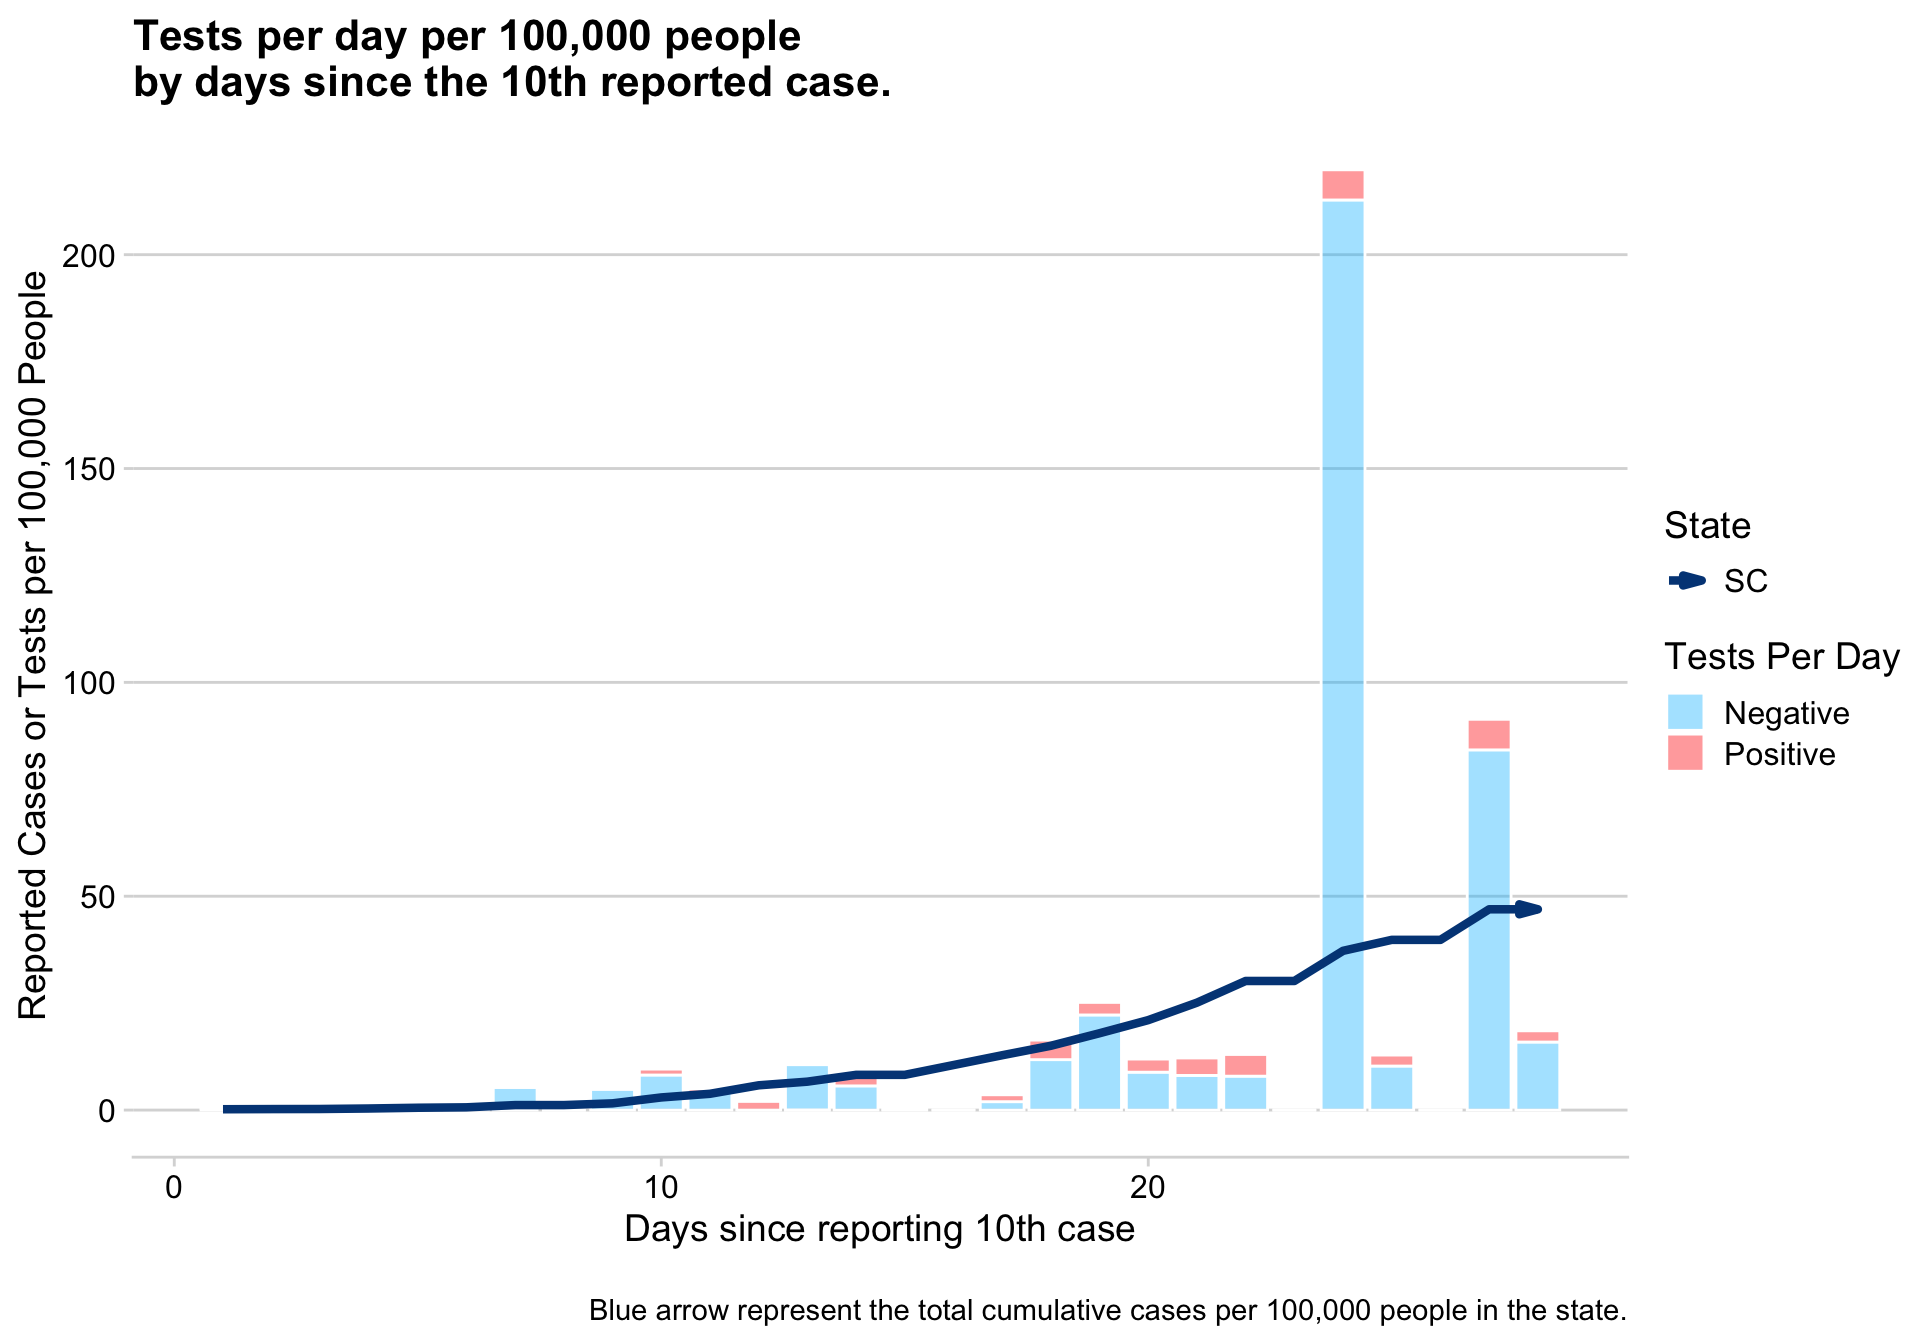 Tests per day per 100,000 people
by days since the 10th reported case.
Reported Cases or Tests per 100,000 People
200
150
100
50
0
0
10
20
Days since reporting 10th case
State
SC
Tests Per Day
Negative
Positive
Blue arrow represent the total cumulative cases per 100,000 people in the state.